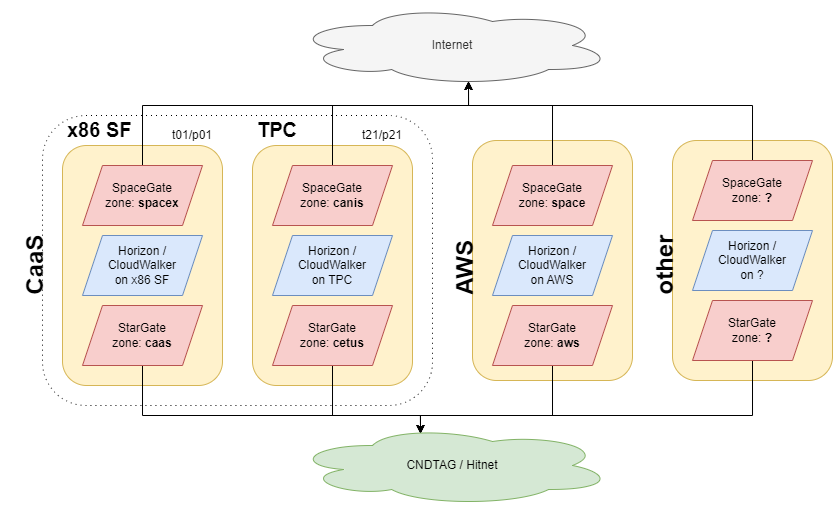 Internet
x86 SF
t01/p01
TPC
t21/p21
CaaS
SpaceGate
zone: spacex
Horizon /
CloudWalker
on x86 SF
StarGate
zone: caas
SpaceGate
zone: canis
Horizon /
CloudWalker
on TPC
StarGate
zone: cetus
AWS
SpaceGate
zone: space
Horizon /
CloudWalker
on AWS
StarGate
zone: aws
other
SpaceGate
zone: ?
Horizon /
CloudWalker
on ?
StarGate
zone: ?
CNDTAG / Hitnet